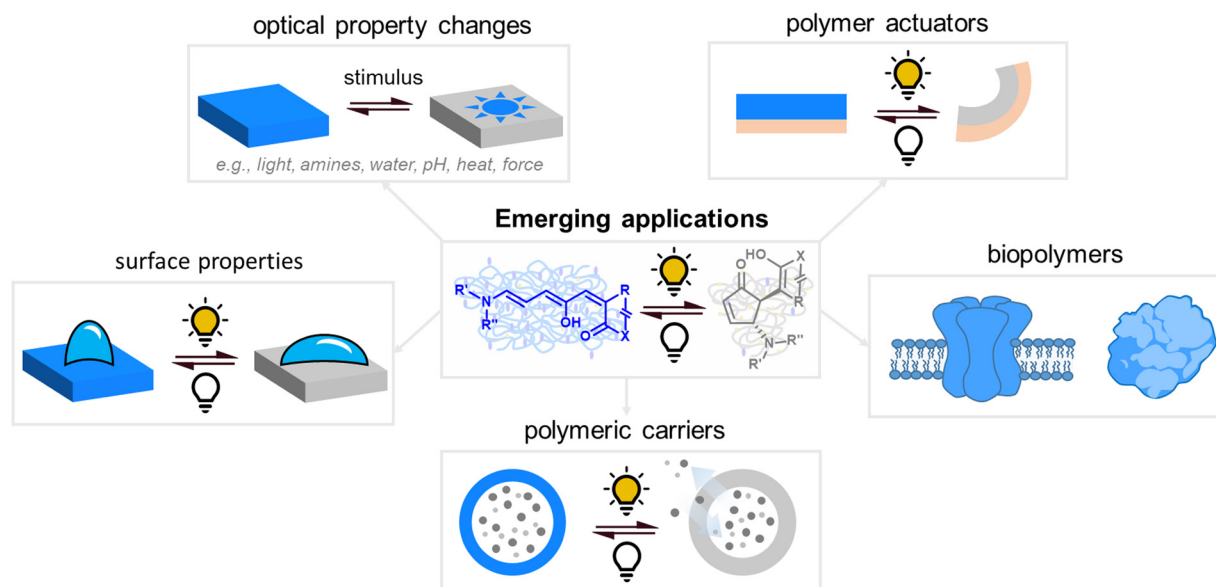 optical property changes
stimulus
e.g., light, amines, water, pH, heat, force
polymer actuators
Emerging applications
R'
N
R"
OH
O
R
X
HO
O
X
R
N
R"
R'
surface properties
biopolymers
polymeric carriers